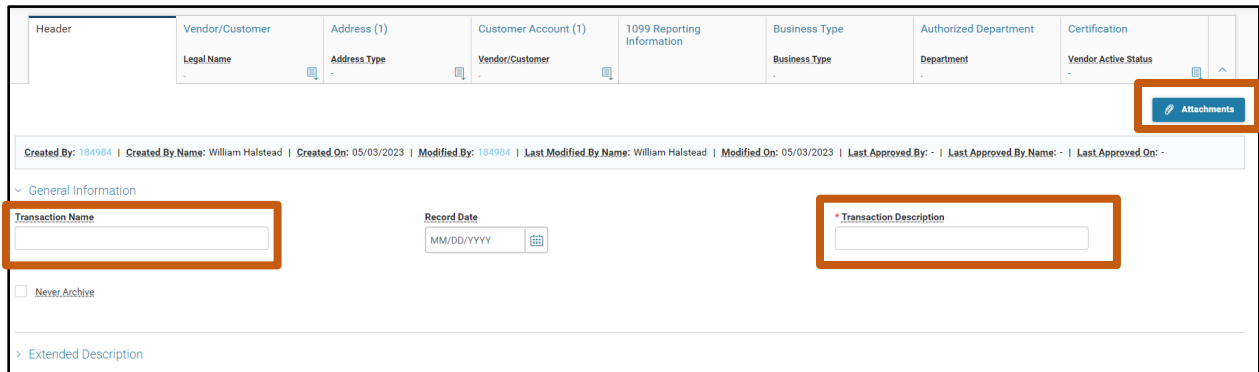 Header
Vendor/Customer
Legal Name
-
Address (1)
Address Type
-
Customer Account (1)
Vendor/Customer
-
1099 Reporting
Information
Business Type
Business Type
-
Authorized Department
Department
-
Certification
Vendor Active Status
-
Attachments
Created By: 184984 | Created By Name: William Halstead | Created On: 05/03/2023 | Modified By: 184984 | Last Modified By Name: William Halstead | Modified On: 05/03/2023 | Last Approved By: - | Last Approved By Name: - | Last Approved On: -
General Information
Transaction Name
Record Date
MM/DD/YYYY
* Transaction Description
Never Archive
Extended Description